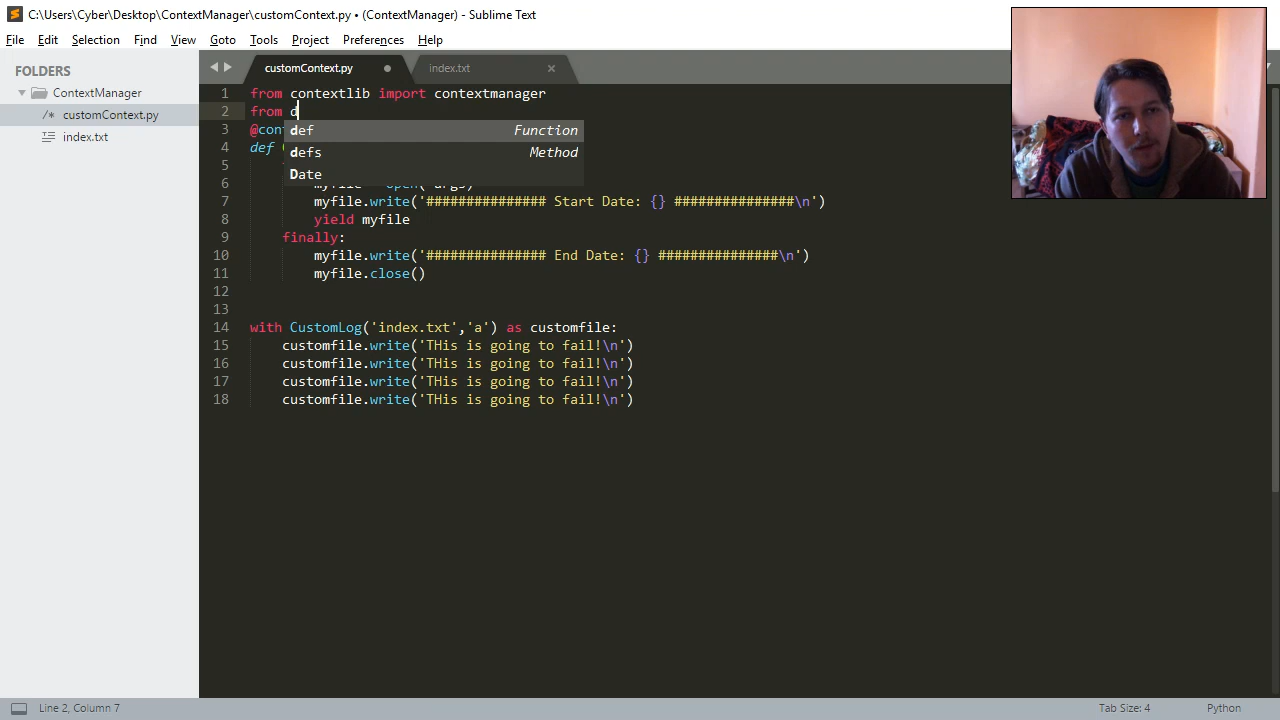 C:\Users\Cyber\Desktop\ContextManager\customContext.py • (ContextManager) - Sublime Text
File Edit Selection Find View Goto Tools Project Preferences Help
FOLDERS
ContextManager
/* customContext.py
index.txt
customContext.py
index.txt
1 from contextlib import contextmanager
2 from d
3 @con
4 def
def Function
defs Method
Date
5
6
7 myfile.write('############### Start Date: {} ###############\n')
8 yield myfile
9 finally:
10 myfile.write('############### End Date: {} ###############\n')
11 myfile.close()
12
13
14 with CustomLog('index.txt','a') as customfile:
15 customfile.write('THis is going to fail!\n')
16 customfile.write('THis is going to fail!\n')
17 customfile.write('THis is going to fail!\n')
18 customfile.write('THis is going to fail!\n')
Line 2, Column 7
Tab Size: 4
Python